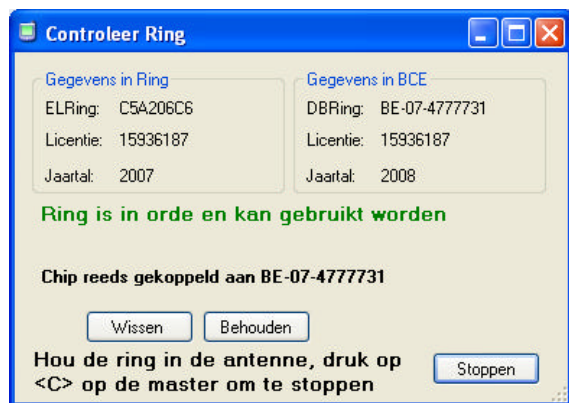 Controleer Ring
Gegevens in Ring
ELRing: C5A206C6
Licentie: 15936187
Jaartal: 2007
Gegevens in BCE
DBRing: BE-07-4777731
Licentie: 15936187
Jaartal: 2008
Ring is in orde en kan gebruikt worden
Chip reeds gekoppeld aan BE-07-4777731
Wissen Behouden
Hou de ring in de antenne, druk op
<C> op de master om te stoppen
Stoppen